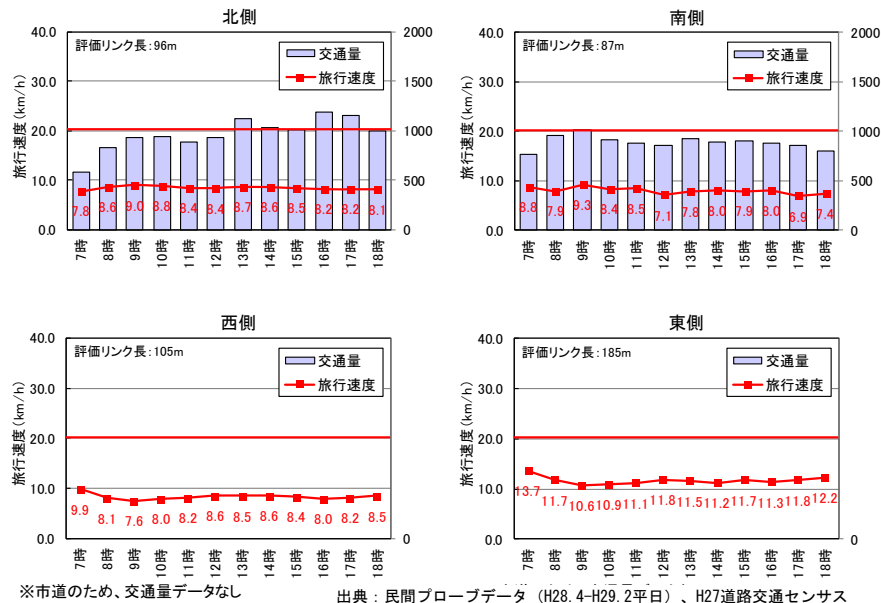 北側
評価リンク長：96m
交通量
旅行速度
旅行速度(km/h)
40.0
30.0
20.0
10.0
0.0
2000
1500
1000
500
0
7.8 8.6 9.0 8.8 8.4 8.4 8.7 8.6 8.5 8.2 8.2 8.1
7時 8時 9時 10時 11時 12時 13時 14時 15時 16時 17時 18時
南側
評価リンク長：87m
交通量
旅行速度
旅行速度(km/h)
40.0
30.0
20.0
10.0
0.0
2000
1500
1000
500
0
8.8 7.9 9.3 8.4 8.5 7.1 7.8 8.0 7.9 8.0 6.9 7.4
7時 8時 9時 10時 11時 12時 13時 14時 15時 16時 17時 18時
西側
評価リンク長：105m
交通量
旅行速度
旅行速度(km/h)
40.0
30.0
20.0
10.0
0.0
0
9.9 8.1 7.6 8.0 8.2 8.6 8.5 8.6 8.4 8.0 8.2 8.5
7時 8時 9時 10時 11時 12時 13時 14時 15時 16時 17時 18時
東側
評価リンク長：185m
交通量
旅行速度
旅行速度(km/h)
40.0
30.0
20.0
10.0
0.0
0
13.7 11.7 10.6 10.9 11.1 11.8 11.5 11.2 11.7 11.3 11.8 12.2
7時 8時 9時 10時 11時 12時 13時 14時 15時 16時 17時 18時
※市道のため、交通量データなし
出典：民間プローブデータ（H28.4-H29.2平日）、H27道路交通センサス